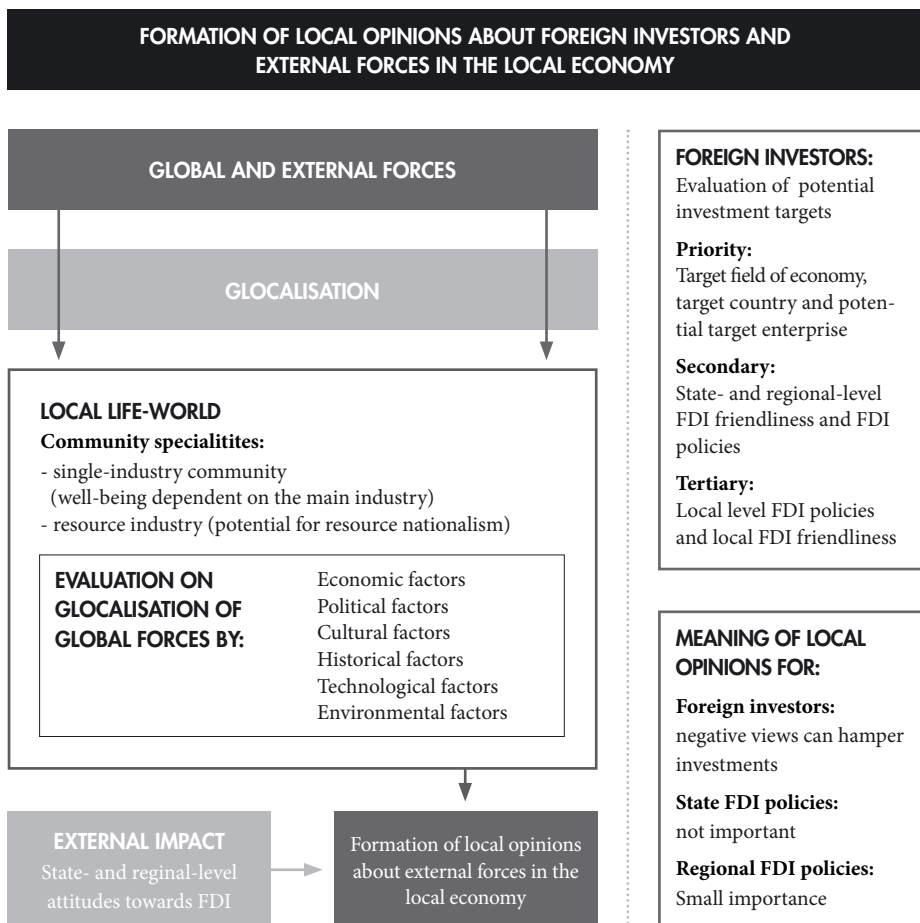 FORMATION OF LOCAL OPINIONS ABOUT FOREIGN INVESTORS AND
EXTERNAL FORCES IN THE LOCAL ECONOMY
GLOBAL AND EXTERNAL FORCES
GLOCALISATION
LOCAL LIFE-WORLD
Community specialitites:
- single-industry community
(well-being dependent on the main industry)
- resource industry (potential for resource nationalism)
EVALUATION ON
GLOCALISATION OF
GLOBAL FORCES BY:
Economic factors
Political factors
Cultural factors
Historical factors
Technological factors
Environmental factors
EXTERNAL IMPACT
State- and reginal-level
attitudes towards FDI
Formation of local opinions
about external forces in the
local economy
FOREIGN INVESTORS:
Evaluation of potential
investment targets
Priority:
Target field of economy,
target country and poten-
tial target enterprise
Secondary:
State- and regional-level
FDI friendliness and FDI
policies
Tertiary:
Local level FDI policies
and local FDI friendliness
MEANING OF LOCAL
OPINIONS FOR:
Foreign investors:
negative views can hamper
investments
State FDI policies:
not important
Regional FDI policies:
Small importance